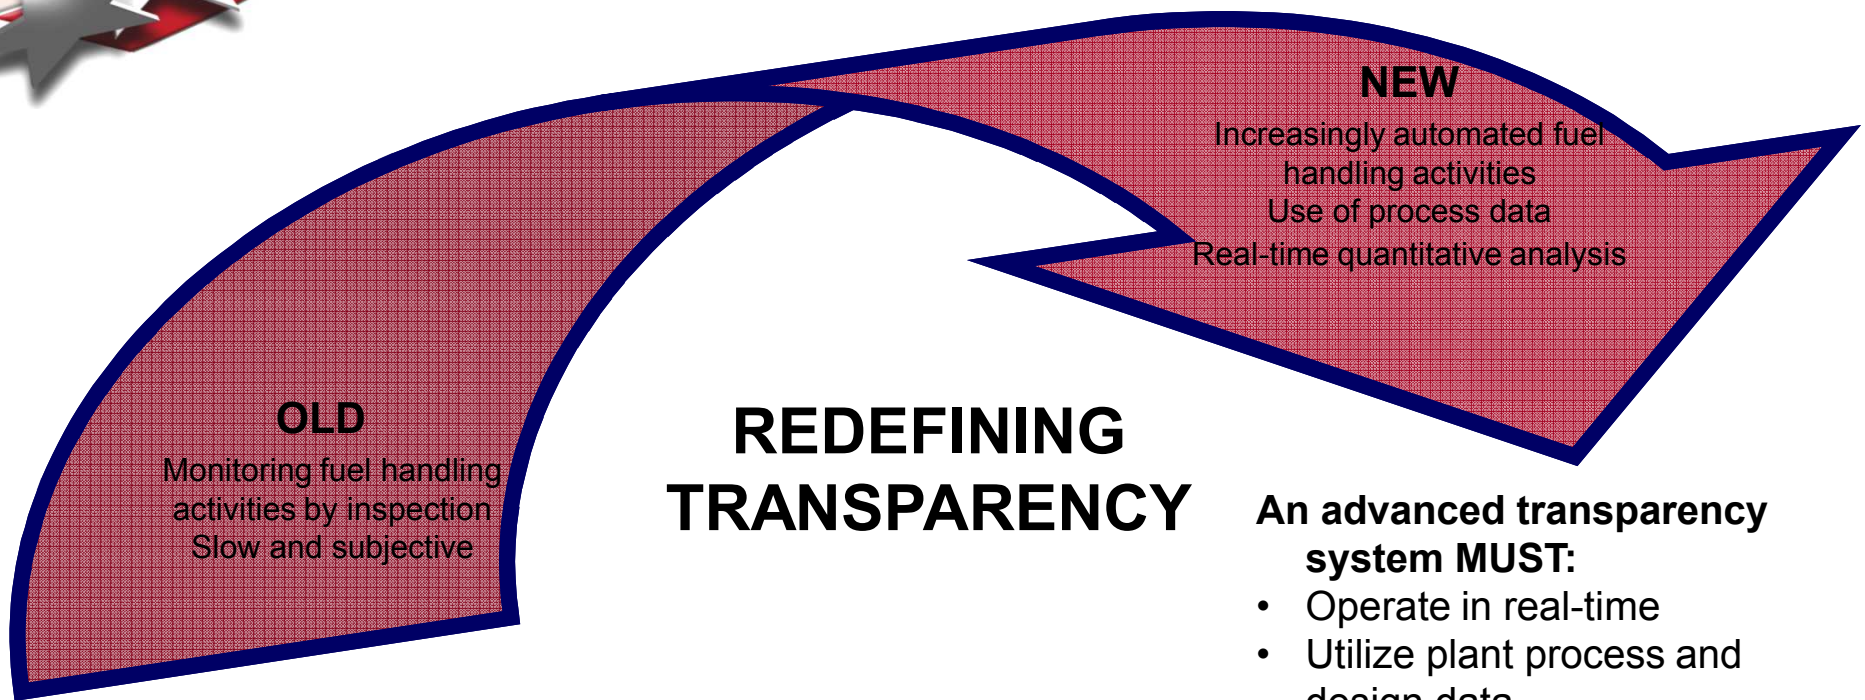 NEW
Increasingly automated fuel
handling activities
Use of process data
Real-time quantitative analysis
OLD
Monitoring fuel handling
activities by inspection
Slow and subjective
REDEFINING
TRANSPARENCY
An advanced transparency
system MUST:
• Operate in real-time
• Utilize plant process and
design data